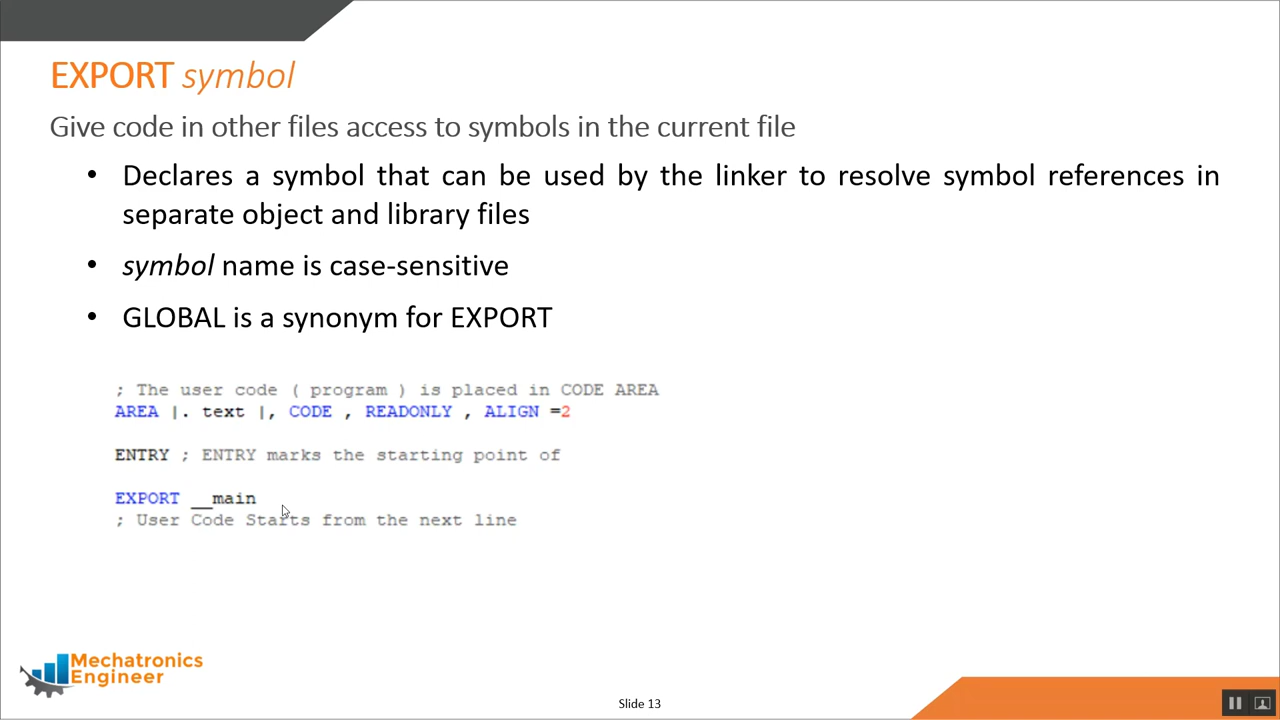 EXPORT symbol
Give code in other files access to symbols in the current file
• Declares a symbol that can be used by the linker to resolve symbol references in
separate object and library files
• symbol name is case-sensitive
• GLOBAL is a synonym for EXPORT
; The user code ( program ) is placed in CODE AREA
AREA |. text |, CODE , READONLY , ALIGN =2
ENTRY ; ENTRY marks the starting point of
EXPORT __main
; User Code Starts from the next line
Mechatronics
Engineer
Slide 13